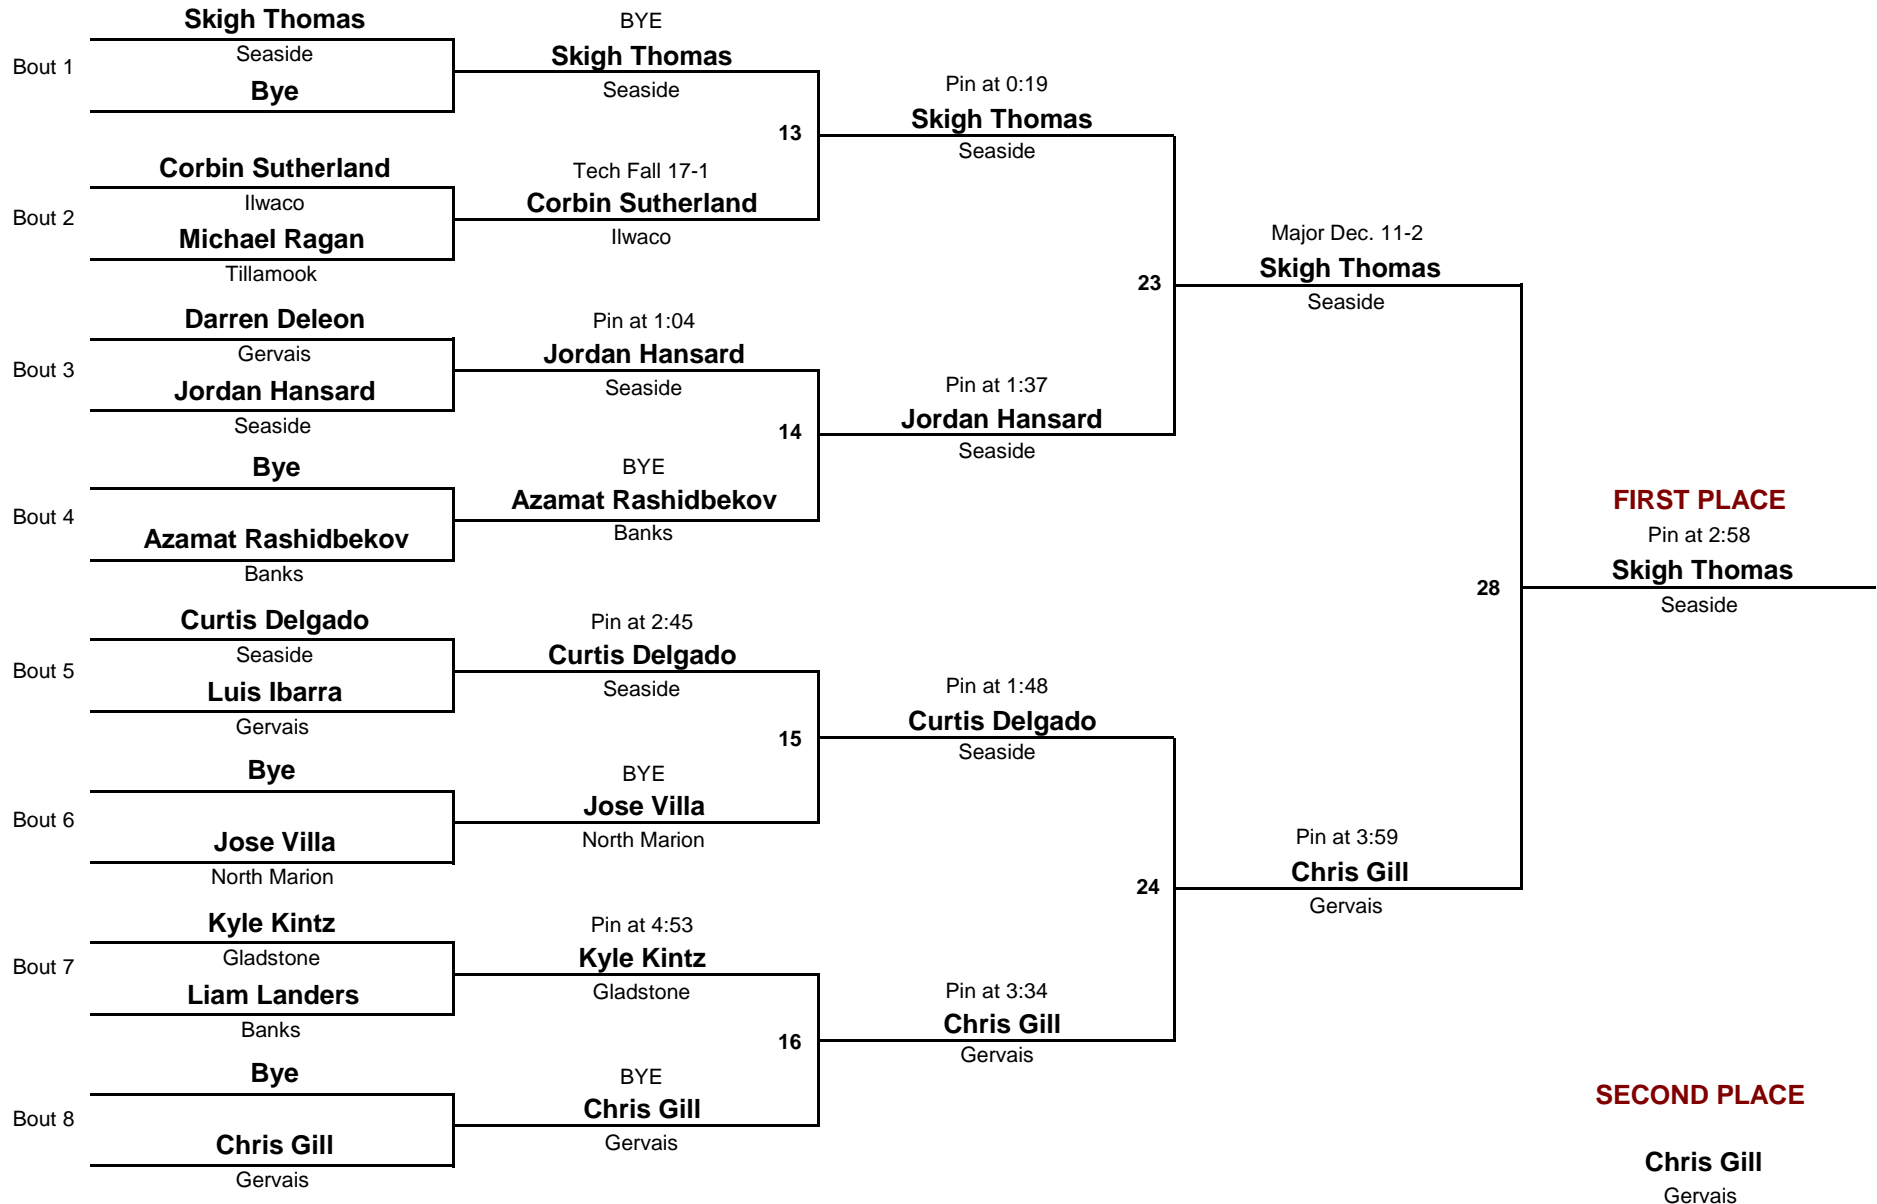 Skigh Thomas
Bout 1
Seaside
Bye
Corbin Sutherland
Bout 2
Ilwaco
Michael Ragan
Tillamook
Darren Deleon
Bout 3
Gervais
Jordan Hansard
Seaside
Bye
Bout 4
Azamat Rashidbekov
Banks
Curtis Delgado
Bout 5
Seaside
Luis Ibarra
Gervais
Bye
Bout 6
Jose Villa
North Marion
Kyle Kintz
Bout 7
Gladstone
Liam Landers
Banks
Bye
Bout 8
Chris Gill
Gervais
BYE
Skigh Thomas
Seaside
13
Tech Fall 17-1
Corbin Sutherland
Ilwaco
Pin at 1:04
Jordan Hansard
Seaside
14
BYE
Azamat Rashidbekov
Banks
Pin at 2:45
Curtis Delgado
Seaside
15
BYE
Jose Villa
North Marion
Pin at 4:53
Kyle Kintz
Gladstone
16
BYE
Chris Gill
Gervais
Pin at 0:19
Skigh Thomas
Seaside
23
Pin at 1:37
Jordan Hansard
Seaside
Pin at 1:48
Curtis Delgado
Seaside
24
Pin at 3:34
Chris Gill
Gervais
Major Dec. 11-2
Skigh Thomas
Seaside
28
Pin at 3:59
Chris Gill
Gervais
FIRST PLACE
Pin at 2:58
Skigh Thomas
Seaside
SECOND PLACE
Chris Gill
Gervais